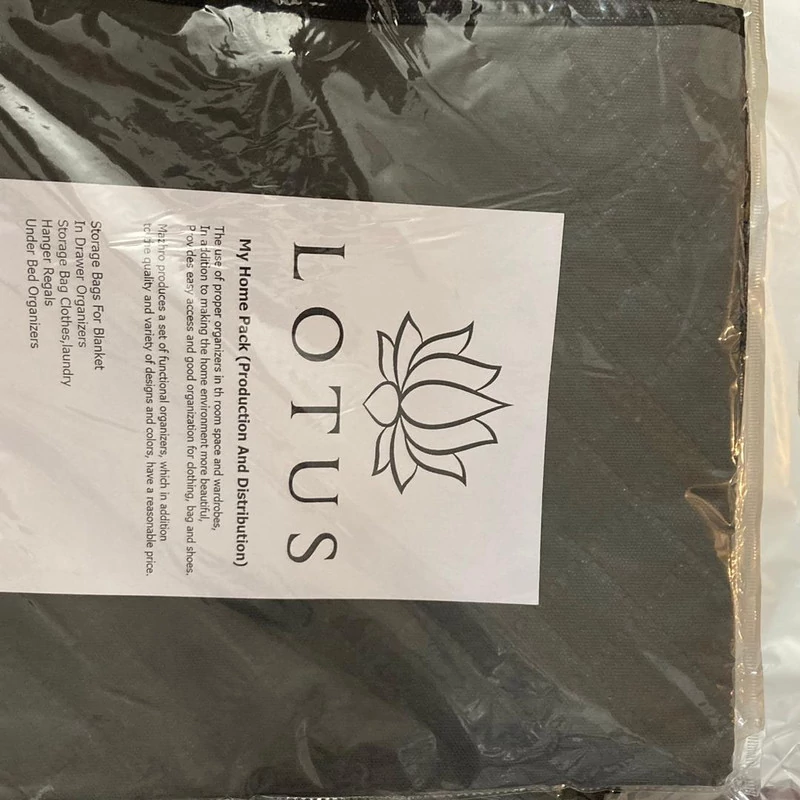 LOTUS
My Home Pack (Production And Distribution)
The use of proper organizers in th room space and wardrobes,
In addition to making the home environment more beautiful,
Provides easy access and good organization for clothing, bag and shoes.
Mazhro produces a set of functional organizers, which in addition
to the quality and variety of designs and colors, have a reasonable price.
Storage Bags For Blanket
In Drawer Organizers
Storage Bag Clothes,laundry
Hanger Regals
Under Bed Organizers